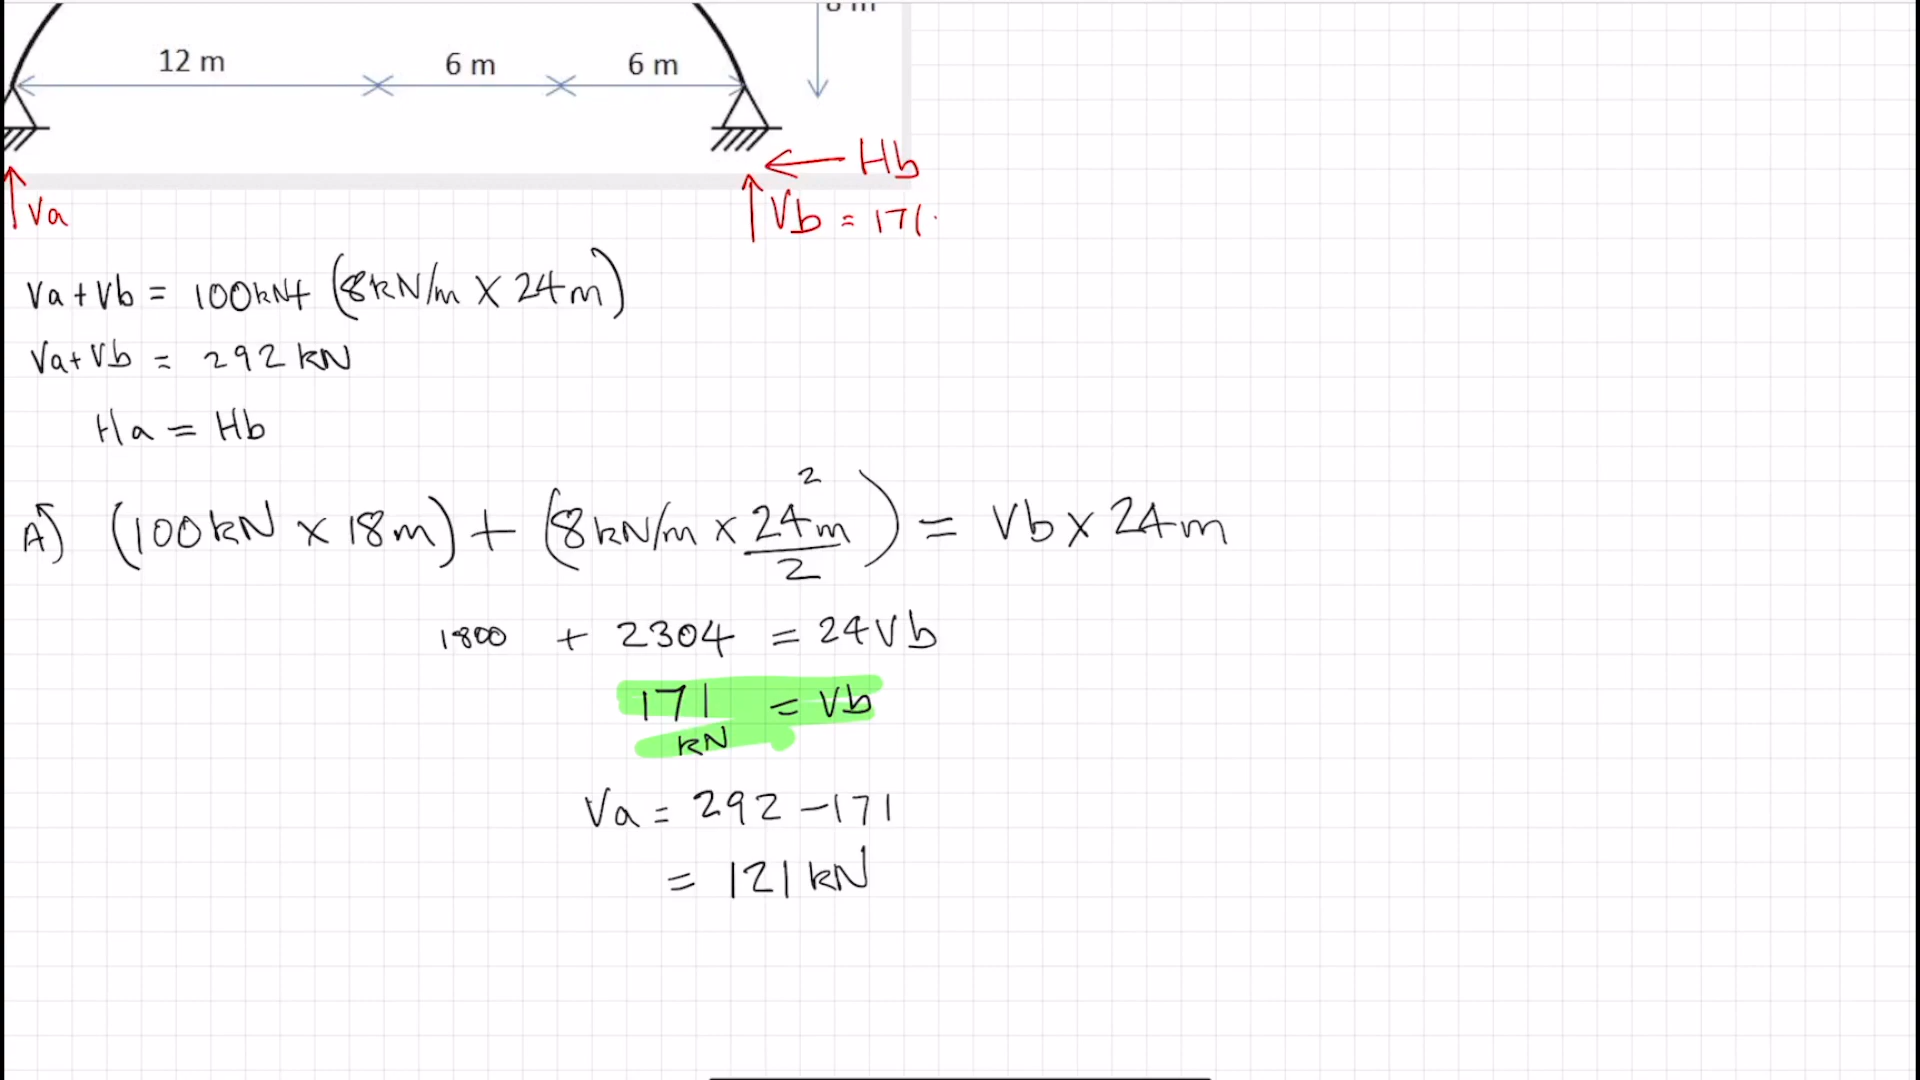 12 m 6 m 6 m
Hb
Va Vb = 171
Va+Vb = 100kN+ (8kN/m x 24m)
Va+Vb = 292 kN
Ha = Hb
A) (100kN x 18m) + (8kN/m x 24²m/2) = Vb x 24m
1800 + 2304 = 24Vb
171 = Vb
kN
Va = 292 - 171
= 121 kN